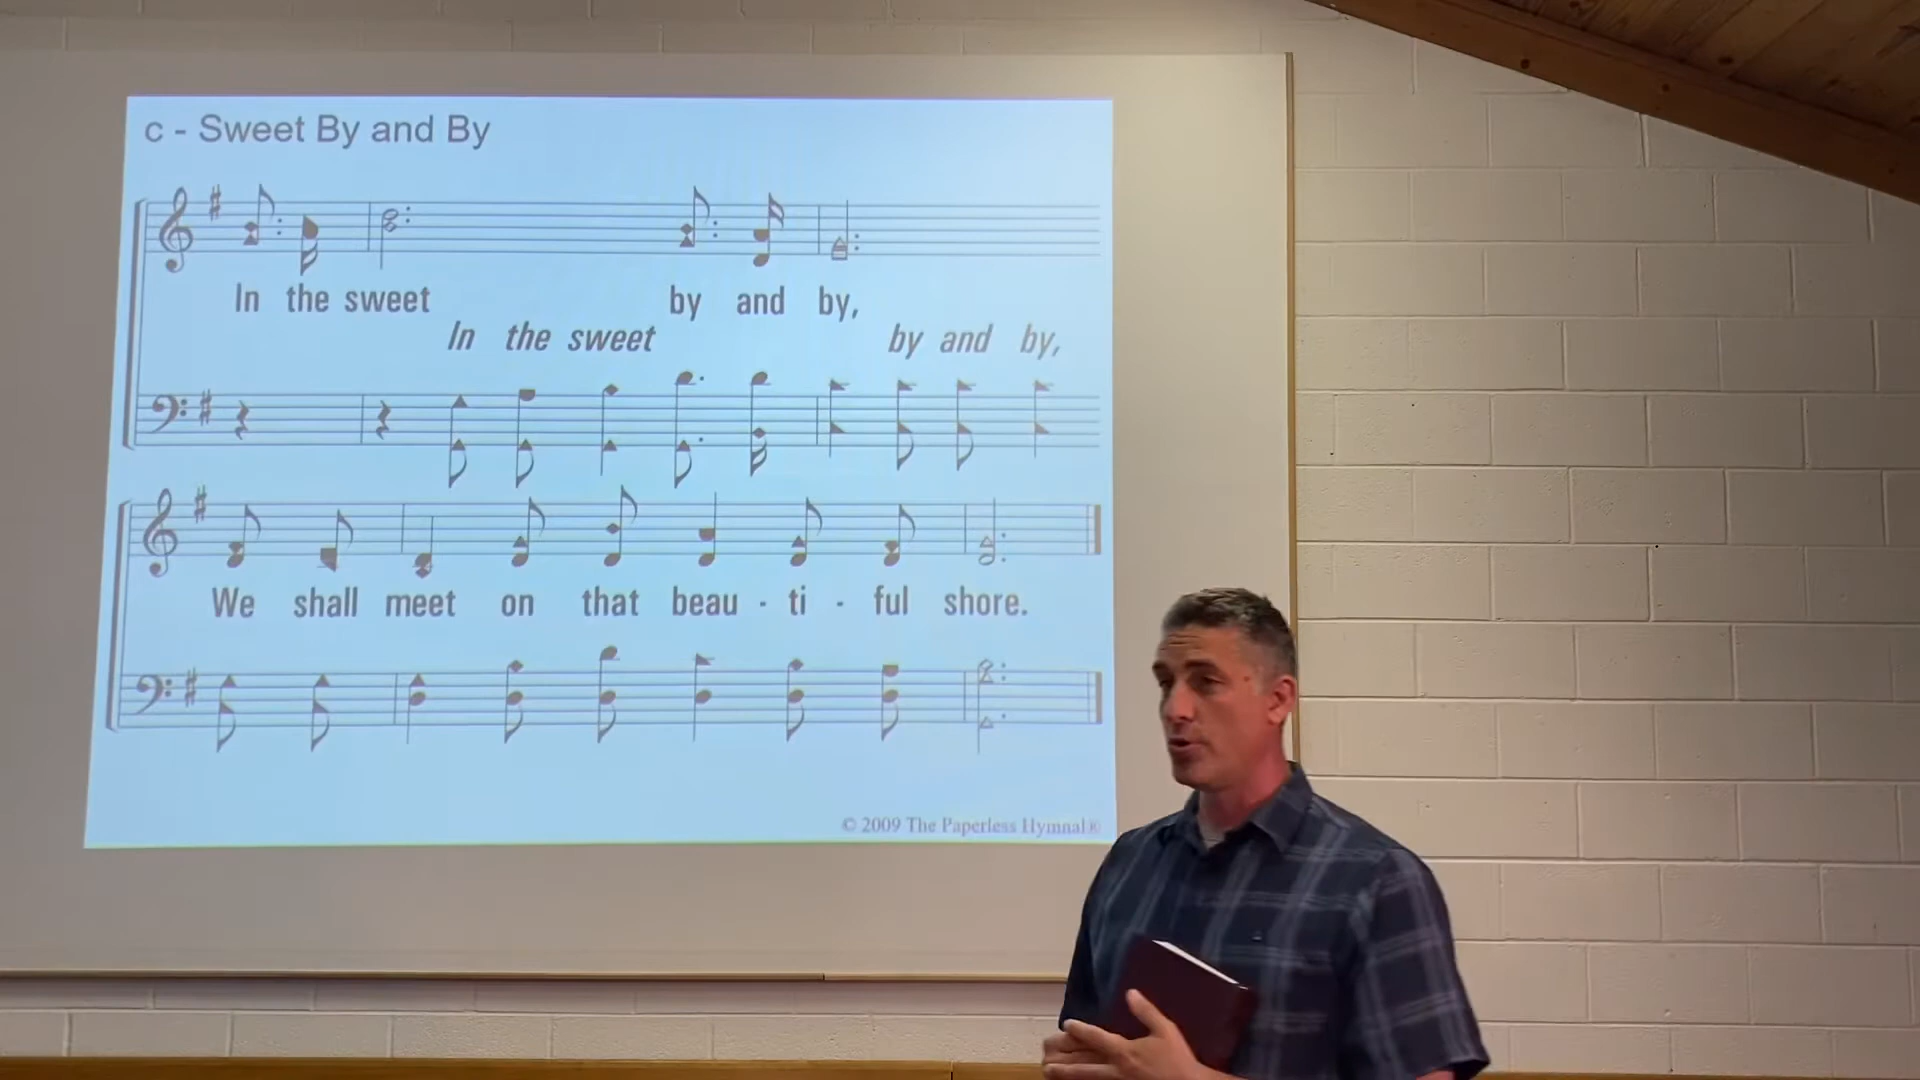 c - Sweet By and By
In the sweet by and by,
In the sweet by and by,
We shall meet on that beau - ti - ful shore.
© 2009 The Paperless Hymnal®